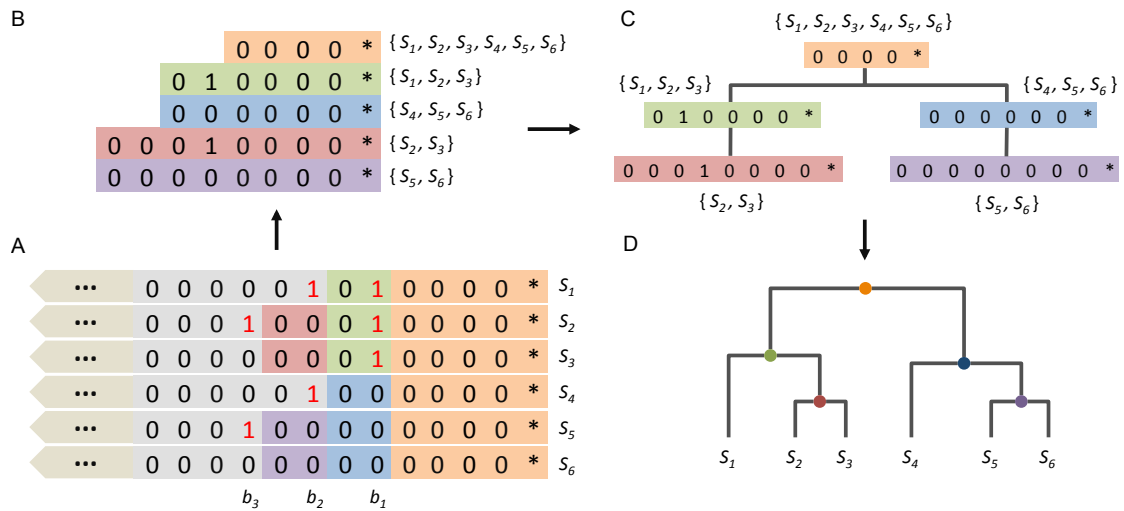 B
0 0 0 0 * { S₁, S₂, S₃, S₄, S₅, S₆}
0 1 0 0 0 0 * { S₁, S₂, S₃}
0 0 0 0 0 0 * { S₄, S₅, S₆}
0 0 0 1 0 0 0 0 * { S₂, S₃}
0 0 0 0 0 0 0 0 * { S₅, S₆}
C
{ S₁, S₂, S₃, S₄, S₅, S₆}
0 0 0 0 *
{ S₁, S₂, S₃}
{ S₄, S₅, S₆}
0 1 0 0 0 0 *
0 0 0 0 0 0 *
0 0 0 1 0 0 0 0 *
0 0 0 0 0 0 0 0 *
{ S₂, S₃}
{ S₅, S₆}
A
... 0 0 0 0 0 1 0 1 0 0 0 0 * S₁
... 0 0 0 1 0 0 0 1 0 0 0 0 * S₂
... 0 0 0 0 0 0 0 1 0 0 0 0 * S₃
... 0 0 0 0 0 1 0 0 0 0 0 0 * S₄
... 0 0 0 1 0 0 0 0 0 0 0 0 * S₅
... 0 0 0 0 0 0 0 0 0 0 0 0 * S₆
b₃ b₂ b₁
D
S₁ S₂ S₃ S₄ S₅ S₆